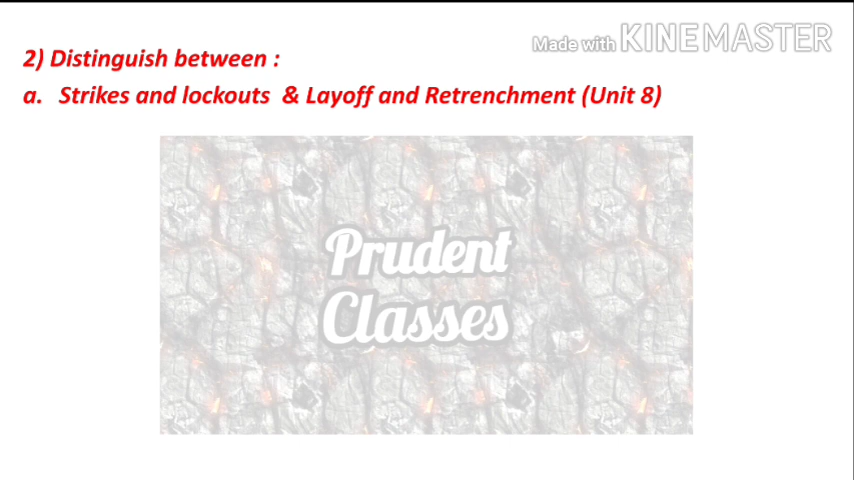 Made with KINEMASTER
2) Distinguish between :
a. Strikes and lockouts & Layoff and Retrenchment (Unit 8)
Prudent
Classes